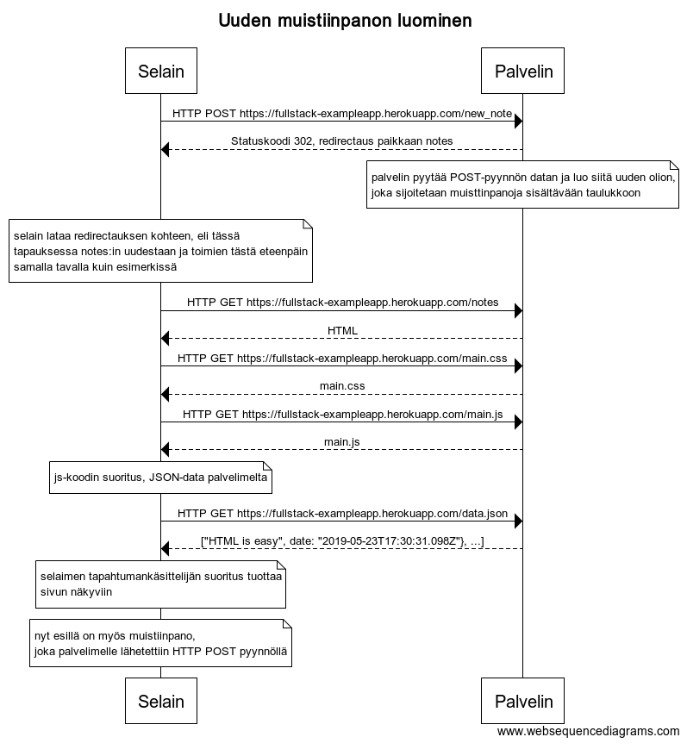 Uuden muistiinpanon luominen
Selain
Palvelin
HTTP POST https://fullstack-exampleapp.herokuapp.com/new_note
Statuskoodi 302, redirectaus paikkaan notes
palvelin pyytää POST-pyynnön datan ja luo siitä uuden olion,
joka sijoitetaan muisttinpanoja sisältävään taulukkoon
selain lataa redirectauksen kohteen, eli tässä
tapauksessa notes:in uudestaan ja toimien tästä eteenpäin
samalla tavalla kuin esimerkissä
HTTP GET https://fullstack-exampleapp.herokuapp.com/notes
HTML
HTTP GET https://fullstack-exampleapp.herokuapp.com/main.css
main.css
HTTP GET https://fullstack-exampleapp.herokuapp.com/main.js
main.js
js-koodin suoritus, JSON-data palvelimelta
HTTP GET https://fullstack-exampleapp.herokuapp.com/data.json
["HTML is easy", date: "2019-05-23T17:30:31.098Z"}, ...]
selaimen tapahtumankäsittelijän suoritus tuottaa
sivun näkyviin
nyt esillä on myös muistiinpano,
joka palvelimelle lähetettiin HTTP POST pyynnöllä
Selain
Palvelin
www.websequencediagrams.com